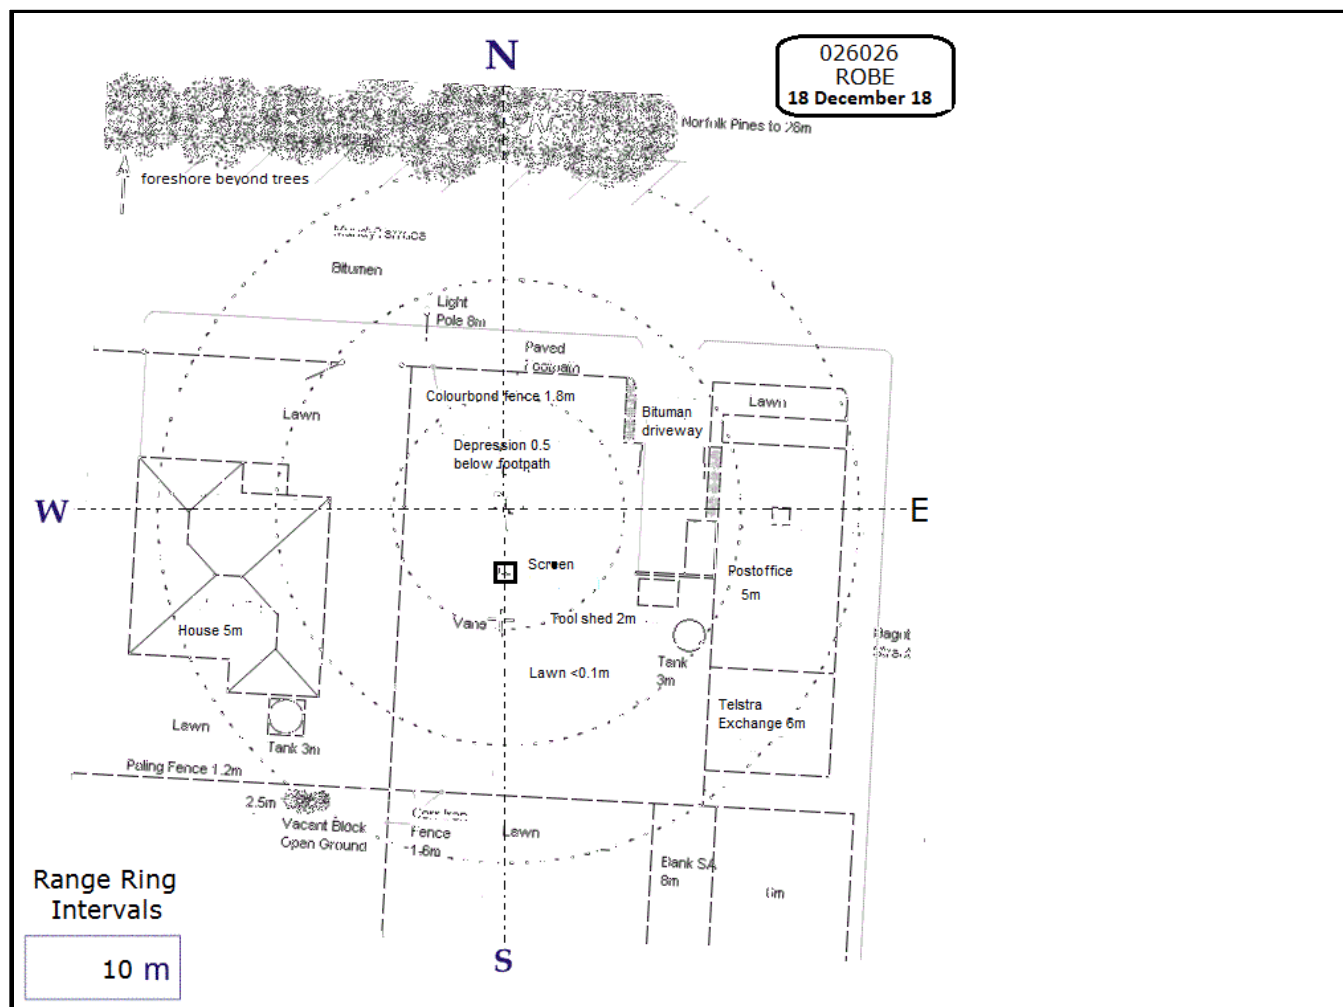 N
026026
ROBE
18 December 18
Norfolk Pines to 28m
foreshore beyond trees
Bitumen
Light
Pole 8m
Paved
Colourbond fence 1.8m
Lawn
Lawn
Bituman
driveway
Depression 0.5
below footpath
W
E
Screen
Postoffice
5m
House 5m
Vane
Tool shed 2m
Tank
3m
Lawn <0.1m
Telstra
Exchange 6m
Lawn
Tank 3m
Paling Fence 1.2m
2.5m
Vacant Block
Open Ground
Corr Iron
Fence
1.6m
Lawn
Bank SA
8m
6m
Range Ring
Intervals
10 m
S